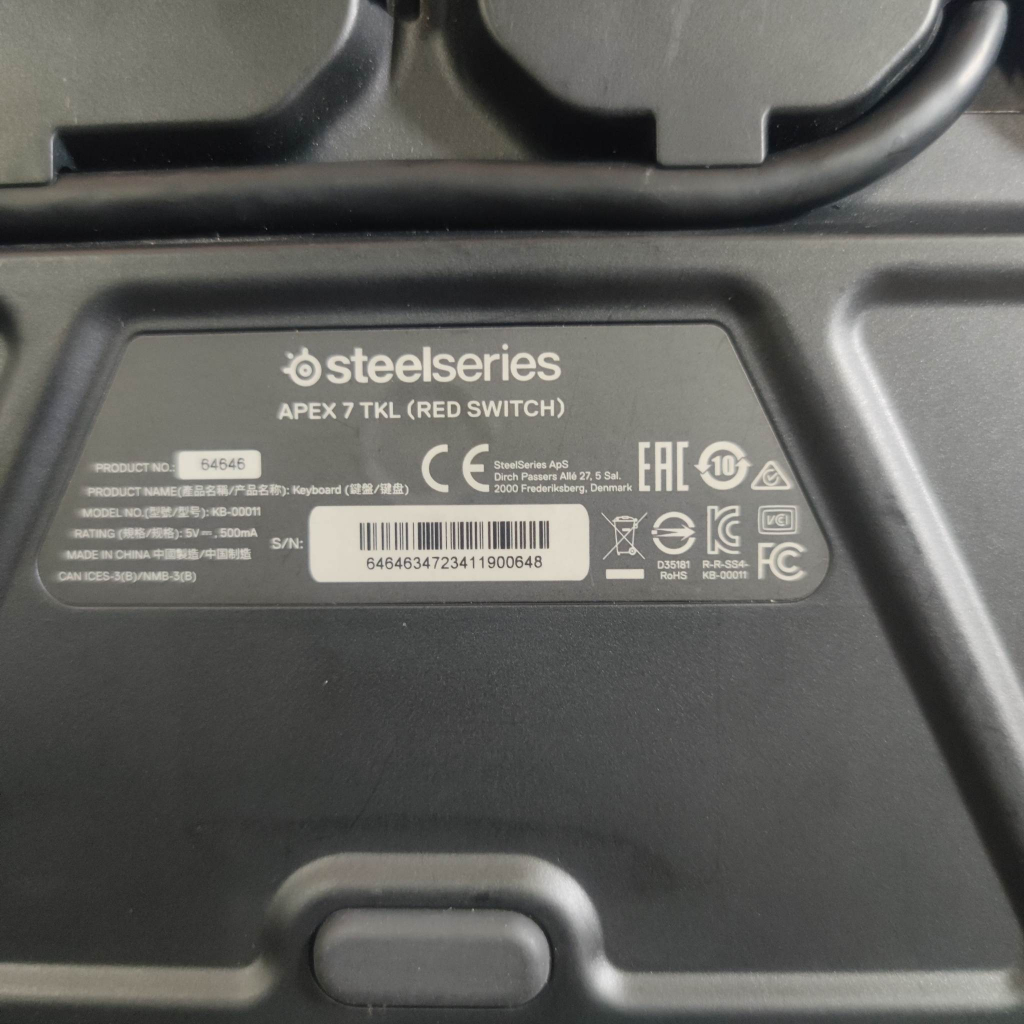 steelseries
APEX 7 TKL (RED SWITCH)
PRODUCT NO.: 64646
PRODUCT NAME(產品名稱/产品名称): Keyboard (鍵盤/键盘)
MODEL NO.(型號/型号): KB-00011
RATING (規格/规格): 5V⎓, 500mA
MADE IN CHINA 中國製造/中国制造
CAN ICES-3(B)/NMB-3(B)
S/N:
6464634723411900648
CE
SteelSeries ApS
Dirch Passers Allé 27, 5 Sal.
2000 Frederiksberg, Denmark
EAC
10
D35181
RoHS
R-R-SS4-
KB-00011
VCI
FC